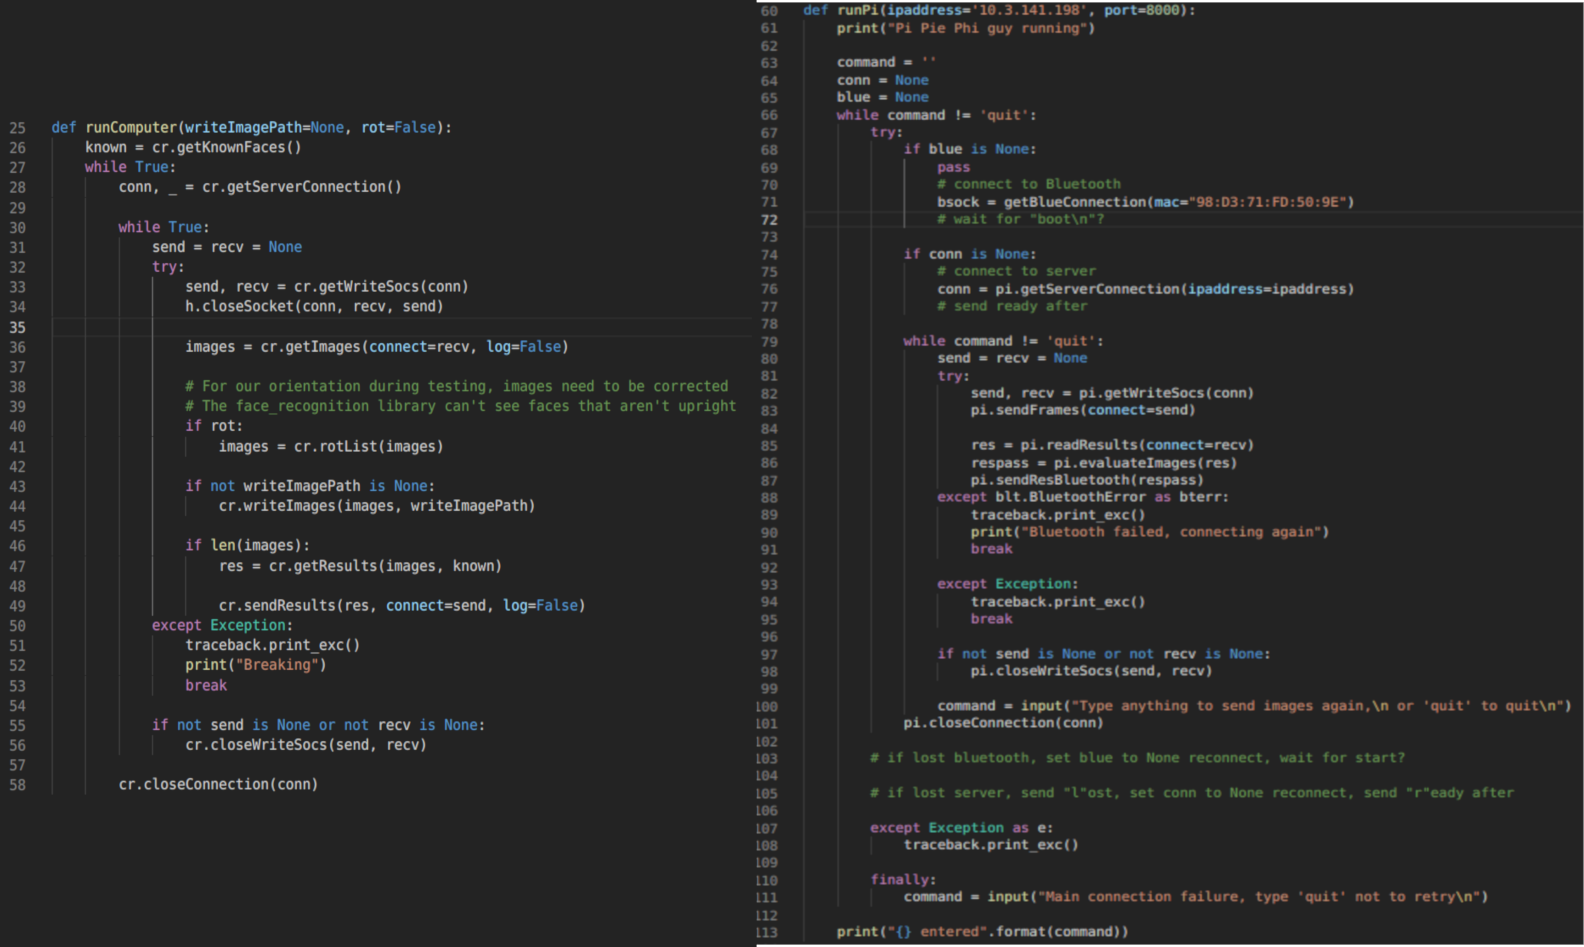 25 def runComputer(writeImagePath=None, rot=False):
26 known = cr.getKnownFaces()
27 while True:
28 conn, _ = cr.getServerConnection()
29
30 while True:
31 send = recv = None
32 try:
33 send, recv = cr.getWriteSocs(conn)
34 h.closeSocket(conn, recv, send)
35
36 images = cr.getImages(connect=recv, log=False)
37
38 # For our orientation during testing, images need to be corrected
39 # The face_recognition library can't see faces that aren't upright
40 if rot:
41 images = cr.rotList(images)
42
43 if not writeImagePath is None:
44 cr.writeImages(images, writeImagePath)
45
46 if len(images):
47 res = cr.getResults(images, known)
48
49 cr.sendResults(res, connect=send, log=False)
50 except Exception:
51 traceback.print_exc()
52 print("Breaking")
53 break
54
55 if not send is None or not recv is None:
56 cr.closeWriteSocs(send, recv)
57
58 cr.closeConnection(conn)
60 def runPi(ipaddress='10.3.141.198', port=8000):
61 print("Pi Pie Phi guy running")
62
63 command = ''
64 conn = None
65 blue = None
66 while command != 'quit':
67 try:
68 if blue is None:
69 pass
70 # connect to Bluetooth
71 bsock = getBlueConnection(mac="98:D3:71:FD:50:9E")
72 # wait for "boot\n"?
73
74 if conn is None:
75 # connect to server
76 conn = pi.getServerConnection(ipaddress=ipaddress)
77 # send ready after
78
79 while command != 'quit':
80 send = recv = None
81 try:
82 send, recv = pi.getWriteSocs(conn)
83 pi.sendFrames(connect=send)
84
85 res = pi.readResults(connect=recv)
86 respass = pi.evaluateImages(res)
87 pi.sendResBluetooth(respass)
88 except blt.BluetoothError as bterr:
89 traceback.print_exc()
90 print("Bluetooth failed, connecting again")
91 break
92
93 except Exception:
94 traceback.print_exc()
95 break
96
97 if not send is None or not recv is None:
98 pi.closeWriteSocs(send, recv)
99
100 command = input("Type anything to send images again,\n or 'quit' to quit\n")
101 pi.closeConnection(conn)
102
103 # if lost bluetooth, set blue to None reconnect, wait for start?
104
105 # if lost server, send "l"ost, set conn to None reconnect, send "r"eady after
106
107 except Exception as e:
108 traceback.print_exc()
109
110 finally:
111 command = input("Main connection failure, type 'quit' not to retry\n")
112
113 print("{} entered".format(command))